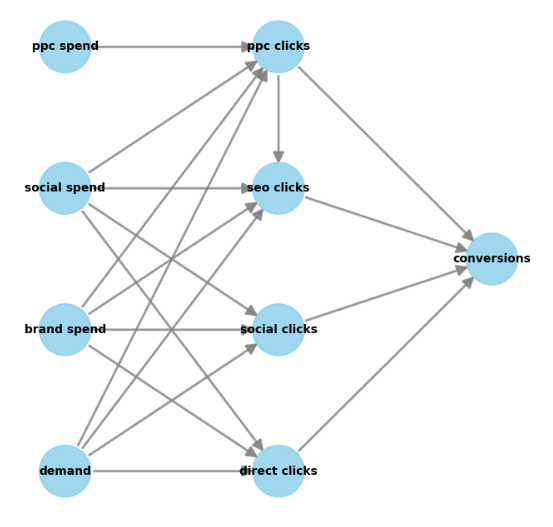 ppc spend
ppc clicks
social spend
seo clicks
conversions
brand spend
social clicks
demand
direct clicks